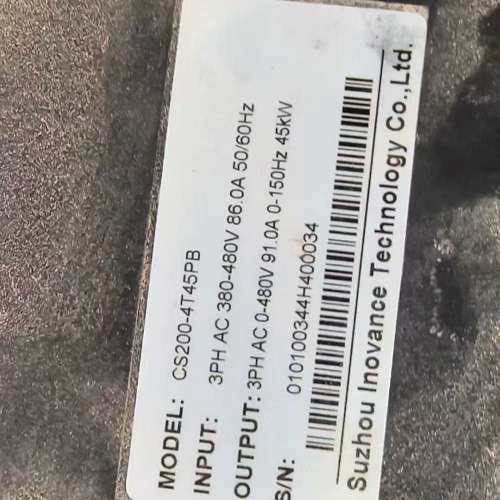 MODEL: CS200-4T45PB
INPUT: 3PH AC 380-480V 86.0A 50/60Hz
OUTPUT: 3PH AC 0-480V 91.0A 0-150Hz 45kW
S/N: 010100344H400034
Suzhou Inovance Technology Co.,Ltd.